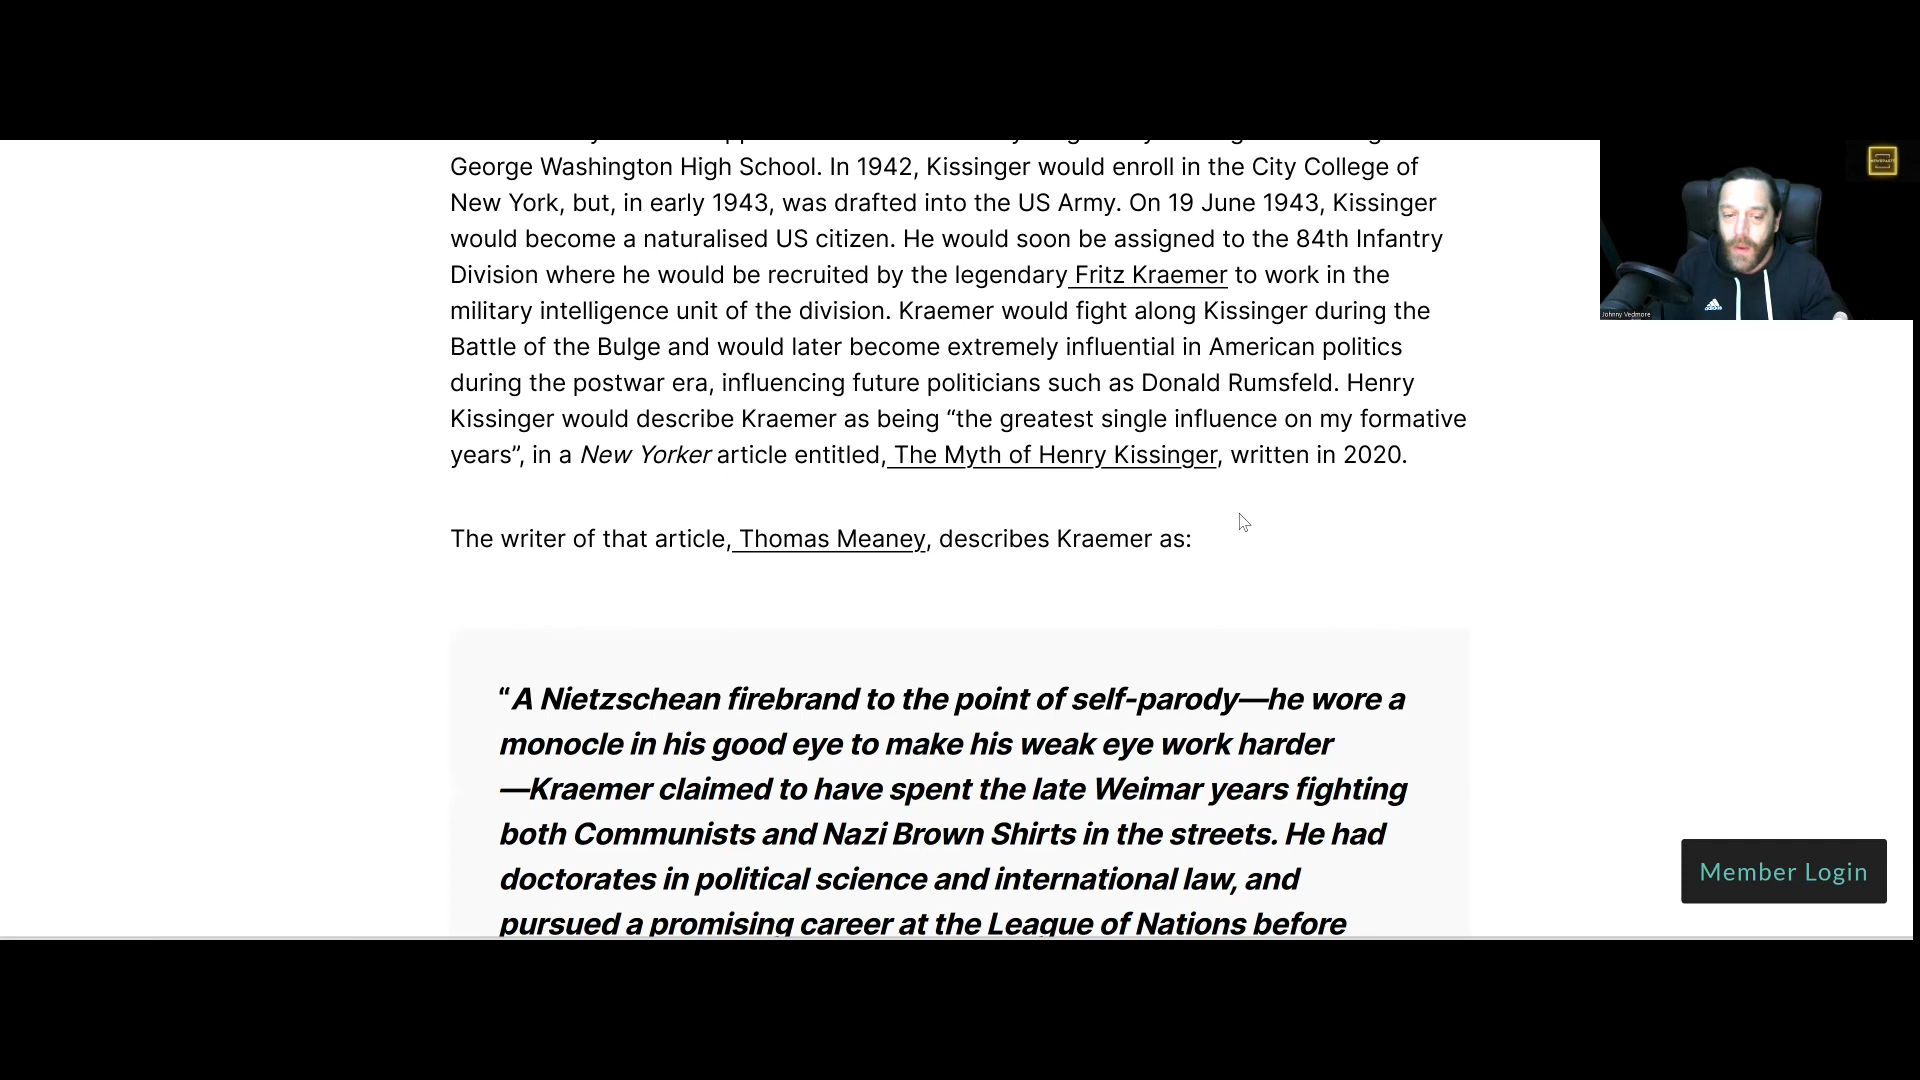 George Washington High School. In 1942, Kissinger would enroll in the City College of
New York, but, in early 1943, was drafted into the US Army. On 19 June 1943, Kissinger
would become a naturalised US citizen. He would soon be assigned to the 84th Infantry
Division where he would be recruited by the legendary Fritz Kraemer to work in the
military intelligence unit of the division. Kraemer would fight along Kissinger during the
Battle of the Bulge and would later become extremely influential in American politics
during the postwar era, influencing future politicians such as Donald Rumsfeld. Henry
Kissinger would describe Kraemer as being “the greatest single influence on my formative
years”, in a New Yorker article entitled, The Myth of Henry Kissinger, written in 2020.
The writer of that article, Thomas Meaney, describes Kraemer as:
“A Nietzschean firebrand to the point of self-parody—he wore a
monocle in his good eye to make his weak eye work harder
—Kraemer claimed to have spent the late Weimar years fighting
both Communists and Nazi Brown Shirts in the streets. He had
doctorates in political science and international law, and
pursued a promising career at the League of Nations before
Johnny Vedmore
adidas
Member Login